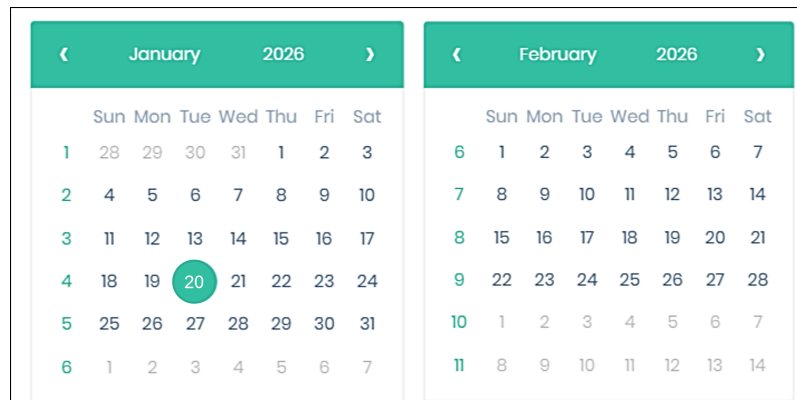 ‹ January 2026 ›
Sun Mon Tue Wed Thu Fri Sat
1 28 29 30 31 1 2 3
2 4 5 6 7 8 9 10
3 11 12 13 14 15 16 17
4 18 19 20 21 22 23 24
5 25 26 27 28 29 30 31
6 1 2 3 4 5 6 7
‹ February 2026 ›
Sun Mon Tue Wed Thu Fri Sat
6 1 2 3 4 5 6 7
7 8 9 10 11 12 13 14
8 15 16 17 18 19 20 21
9 22 23 24 25 26 27 28
10 1 2 3 4 5 6 7
11 8 9 10 11 12 13 14